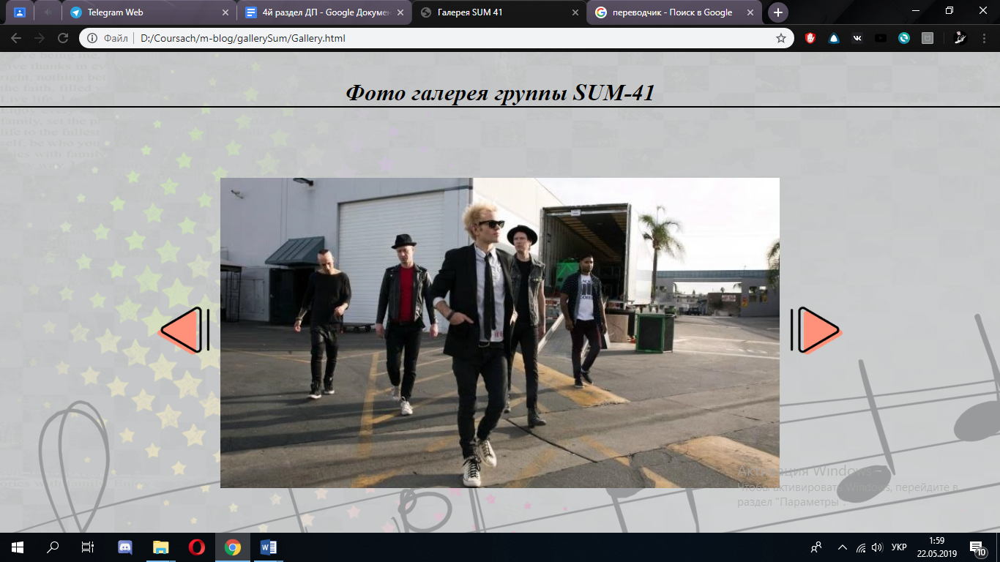 Telegram Web
4й раздел ДП - Google Докумен
Галерея SUM 41
переводчик - Поиск в Google
Файл
D:/Coursach/m-blog/gallerySum/Gallery.html
Фото галерея группы SUM-41
Активация Windows
Чтобы активировать Windows, перейдите в
раздел "Параметры".
УКР
1:59
22.05.2019
10